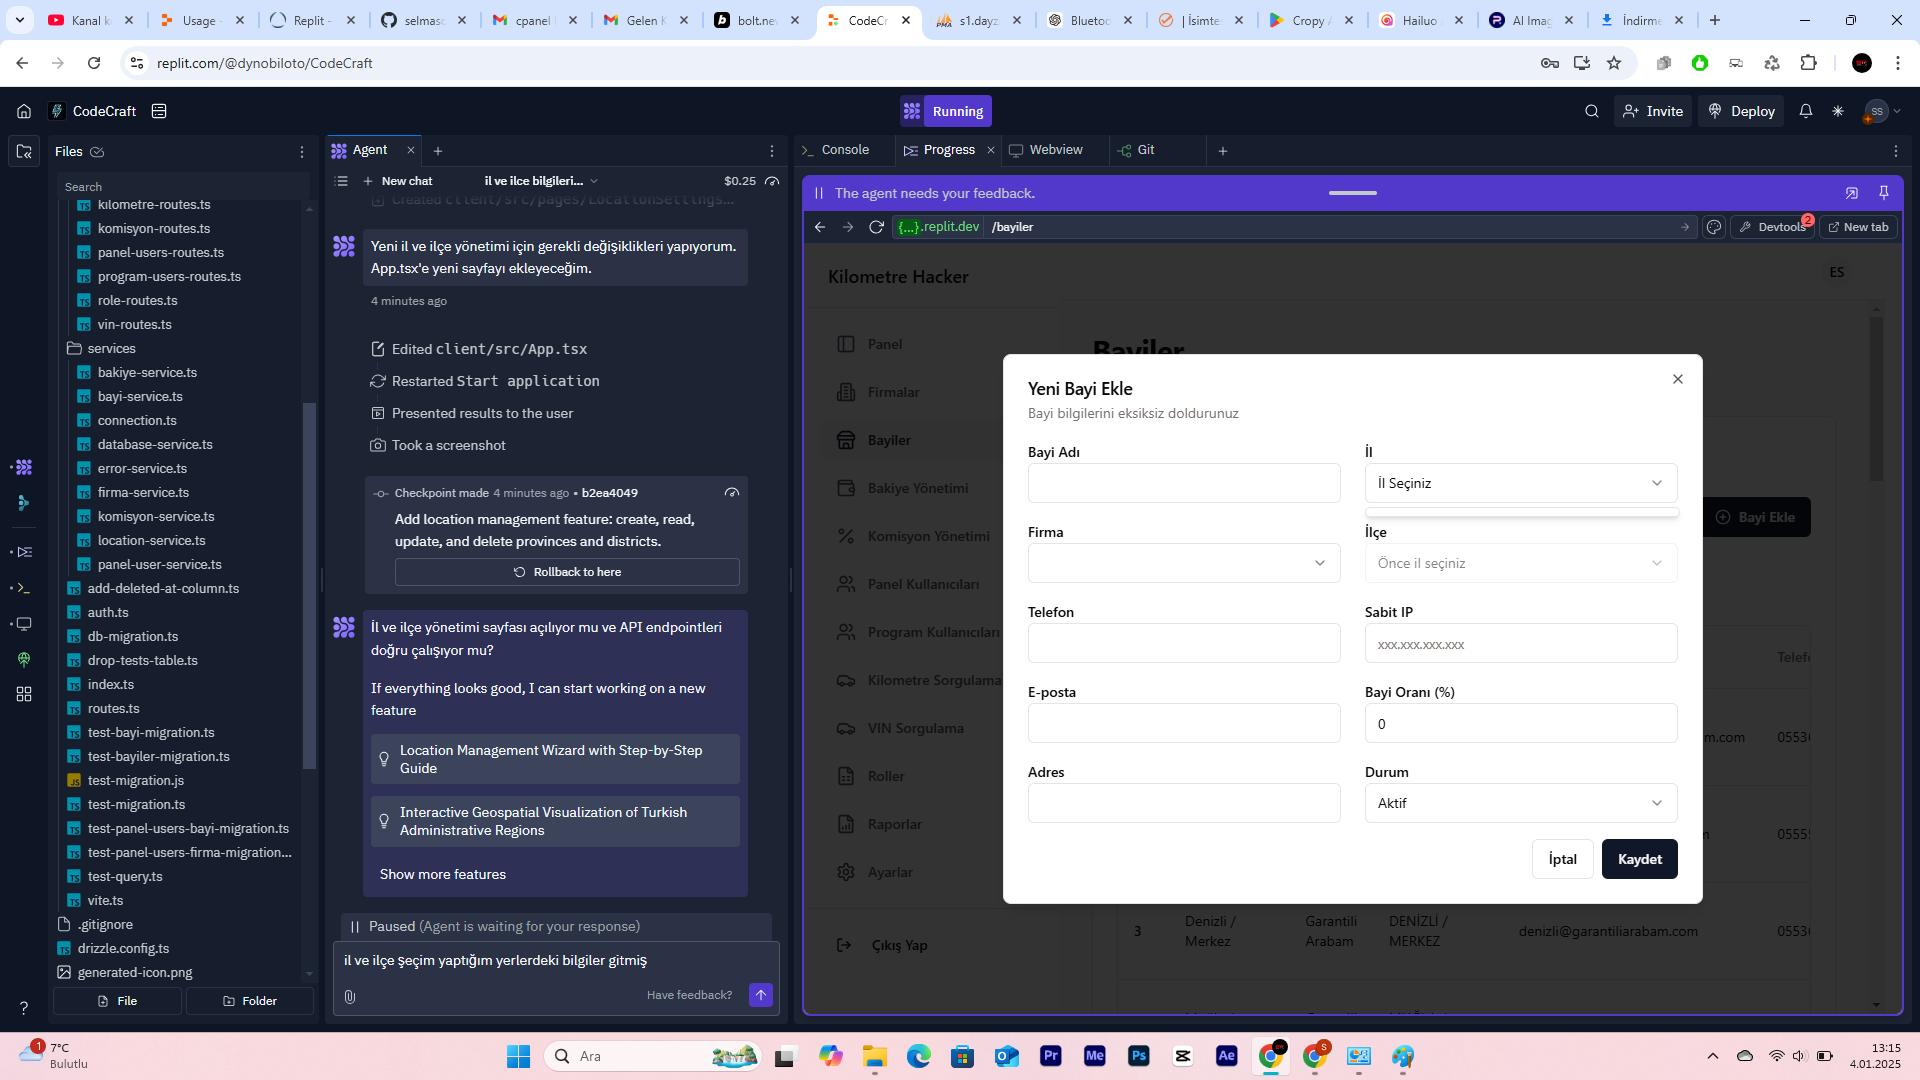 Kanal k
Usage -
Replit -
selmasc
cpanel
Gelen K
bolt.ne
CodeCr
s1.dayz
Bluetoo
| İsimte
Cropy
Hailuo
AI Imag
İndirme
replit.com/@dynobiloto/CodeCraft
CodeCraft
Running
Invite
Deploy
SS
Files
Search
kilometre-routes.ts
komisyon-routes.ts
panel-users-routes.ts
program-users-routes.ts
role-routes.ts
vin-routes.ts
services
bakiye-service.ts
bayi-service.ts
connection.ts
database-service.ts
error-service.ts
firma-service.ts
komisyon-service.ts
location-service.ts
panel-user-service.ts
add-deleted-at-column.ts
auth.ts
db-migration.ts
drop-tests-table.ts
index.ts
routes.ts
test-bayi-migration.ts
test-bayiler-migration.ts
test-migration.js
test-migration.ts
test-panel-users-bayi-migration.ts
test-panel-users-firma-migration...
test-query.ts
vite.ts
.gitignore
drizzle.config.ts
generated-icon.png
File
Folder
Agent
New chat
il ve ilce bilgileri...
$0.25
Created client/src/pages/LocationSettings...
Yeni il ve ilçe yönetimi için gerekli değişiklikleri yapıyorum.
App.tsx'e yeni sayfayı ekleyeceğim.
4 minutes ago
Edited client/src/App.tsx
Restarted Start application
Presented results to the user
Took a screenshot
Checkpoint made 4 minutes ago • b2ea4049
Add location management feature: create, read,
update, and delete provinces and districts.
Rollback to here
İl ve ilçe yönetimi sayfası açılıyor mu ve API endpointleri
doğru çalışıyor mu?
If everything looks good, I can start working on a new
feature
Location Management Wizard with Step-by-Step
Guide
Interactive Geospatial Visualization of Turkish
Administrative Regions
Show more features
Paused (Agent is waiting for your response)
il ve ilçe şeçim yaptığım yerlerdeki bilgiler gitmiş
Have feedback?
Console
Progress
Webview
Git
The agent needs your feedback.
{...}.replit.dev
/bayiler
Devtools
2
New tab
Kilometre Hacker
ES
Panel
Firmalar
Bayiler
Bakiye Yönetimi
Komisyon Yönetimi
Panel Kullanıcıları
Program Kullanıcıları
Kilometre Sorgulama
VIN Sorgulama
Roller
Raporlar
Ayarlar
Çıkış Yap
Bayiler
Bayi Ekle
Telef
.com
0553
0555
Yeni Bayi Ekle
Bayi bilgilerini eksiksiz doldurunuz
Bayi Adı
İl
İl Seçiniz
Firma
İlçe
Önce il seçiniz
Telefon
Sabit IP
xxx.xxx.xxx.xxx
E-posta
Bayi Oranı (%)
0
Adres
Durum
Aktif
İptal
Kaydet
3
Denizli /
Merkez
Garantili
Arabam
DENİZLİ /
MERKEZ
denizli@garantiliarabam.com
0553
1
7°C
Bulutlu
Ara
Pr
Me
Ps
Ae
S
13:15
4.01.2025